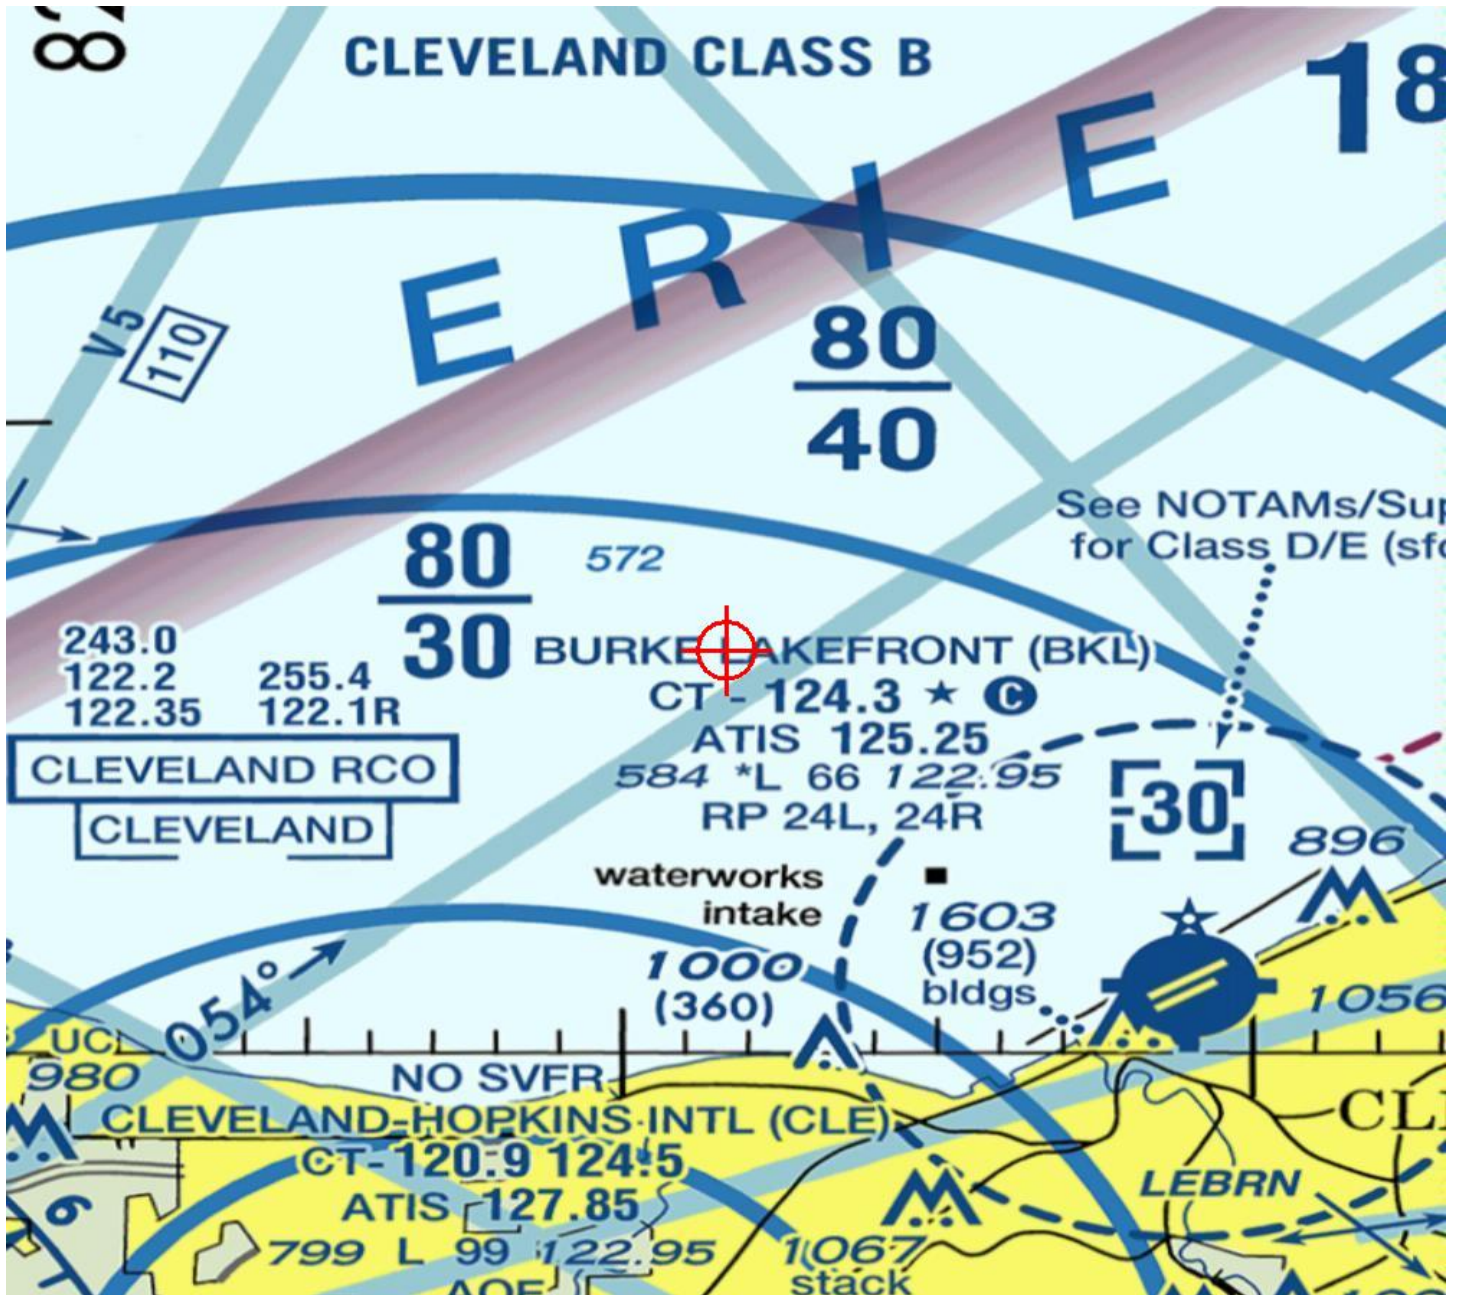 CLEVELAND CLASS B
ERIE
V 5
110
80
40
See NOTAMs/Sup
for Class D/E (sfc
80
30
572
243.0
122.2 255.4
122.35 122.1R
CLEVELAND RCO
CLEVELAND
BURKE LAKEFRONT (BKL)
CT - 124.3 ★ C
ATIS 125.25
584 *L 66 122.95
RP 24L, 24R
-30
896
waterworks
intake
1603
(952)
bldgs
1000
(360)
054°
1056
UC
980
NO SVFR
CLEVELAND-HOPKINS INTL (CLE)
CT - 120.9 124.5
ATIS 127.85
799 L 99 122.95
AOE
1067
stack
LEBRN